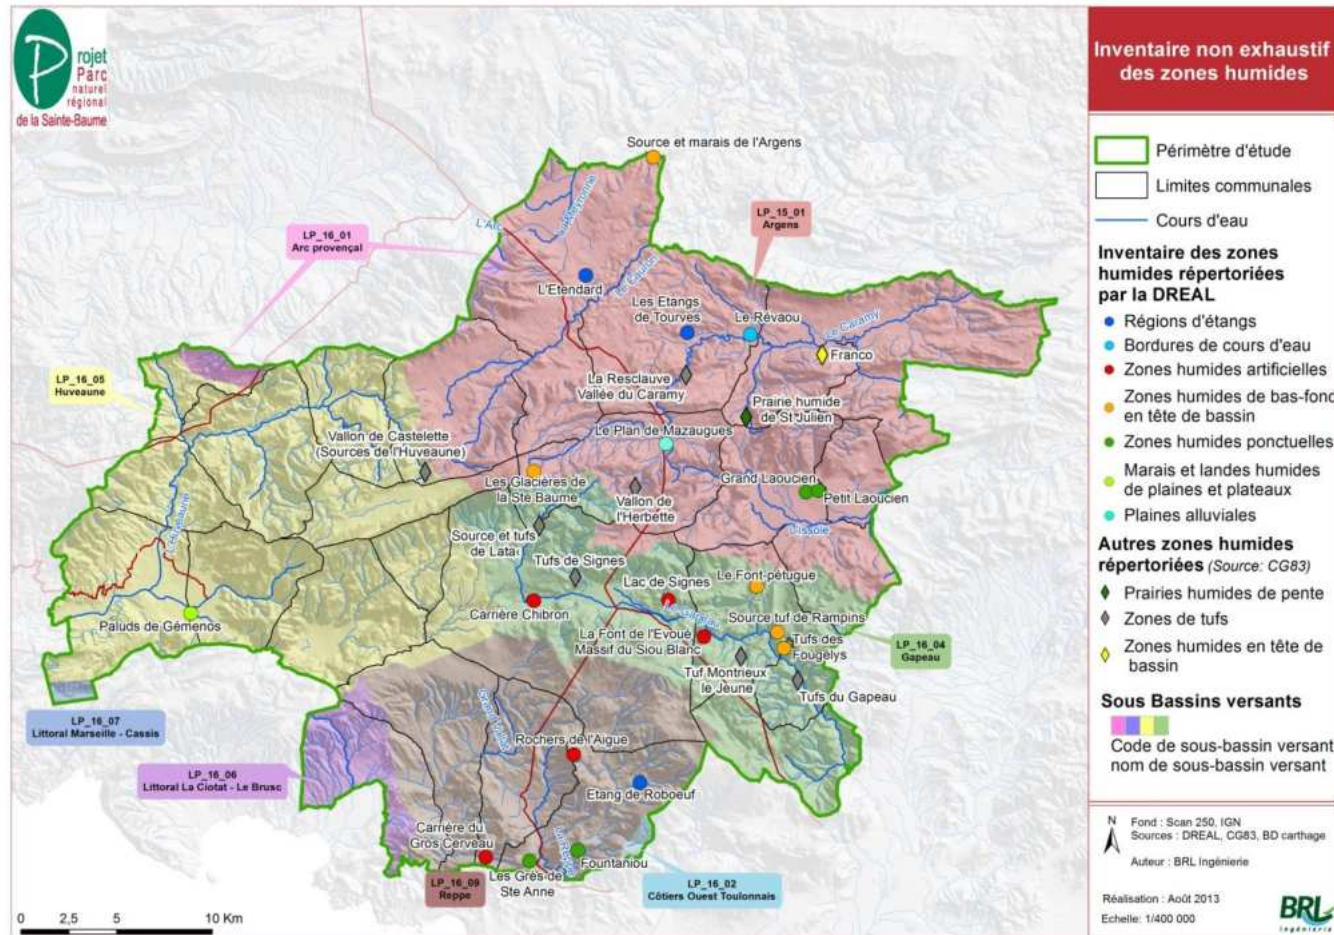 Projet
Parc
naturel
régional
de la Sainte-Baume
Source et marais de l'Argens
LP_16_01
Arc provençal
L'Arc
LP_15_01
Argens
Le Cauron
L'Etendard
Les Etangs
de Tourves
Le Révaou
Le Caramy
Franco
LP_16_05
Huveaune
La Resclauve
Vallée du Caramy
Prairie humide
de St Julien
Vallon de Castelette
(Sources de l'Huveaune)
Le Plan de Mazaugues
Les Glacières de
la Ste Baume
Grand Laoucien
Petit Laoucien
Vallon de
l'Herbette
L'Issole
L'Huveaune
Source et tufs
de Latay
Tufs de Signes
Lac de Signes
Le Font-pétugue
Carrière Chibron
Source tuf de Rampins
Paluds de Gémenos
La Font de l'Evoué
Massif du Siou Blanc
Tufs des
Fougélys
LP_16_04
Gapeau
Tuf Montrieux
le Jeune
Tufs du Gapeau
LP_16_07
Littoral Marseille - Cassis
Rochers de l'Aigue
LP_16_06
Littoral La Ciotat - Le Brusc
Etang de Roboeuf
Carrière du
Gros Cerveau
La Reppe
LP_16_09
Reppe
Les Grès de
Ste Anne
Fountaniou
LP_16_02
Côtiers Ouest Toulonnais
0 2,5 5 10 Km
Inventaire non exhaustif
des zones humides
Périmètre d'étude
Limites communales
Cours d'eau
Inventaire des zones
humides répertoriées
par la DREAL
Régions d'étangs
Bordures de cours d'eau
Zones humides artificielles
Zones humides de bas-fond
en tête de bassin
Zones humides ponctuelles
Marais et landes humides
de plaines et plateaux
Plaines alluviales
Autres zones humides
répertoriées (Source: CG83)
Prairies humides de pente
Zones de tufs
Zones humides en tête de
bassin
Sous Bassins versants
Code de sous-bassin versant
nom de sous-bassin versant
N
Fond : Scan 250, IGN
Sources : DREAL, CG83, BD carthage
Auteur : BRL Ingénierie
Réalisation : Août 2013
Echelle: 1/400 000
BRL
Ingénierie